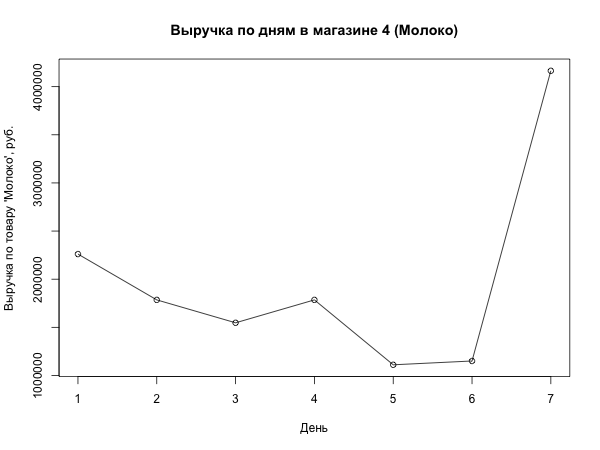 Выручка по дням в магазине 4 (Молоко)
Выручка по товару 'Молоко', руб.
4000000
3000000
2000000
1000000
1 2 3 4 5 6 7
День